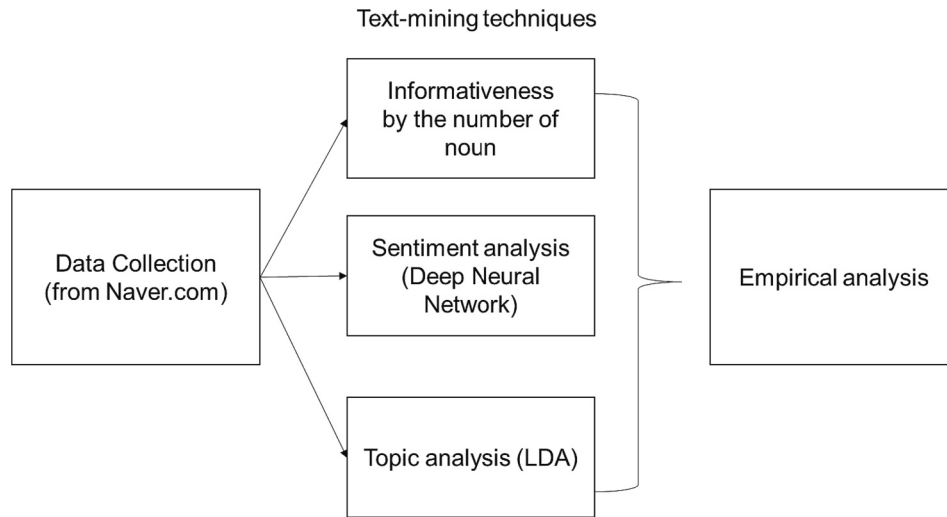 Text-mining techniques
Informativeness
by the number of
noun
Data Collection
(from Naver.com)
Sentiment analysis
(Deep Neural
Network)
Empirical analysis
Topic analysis (LDA)